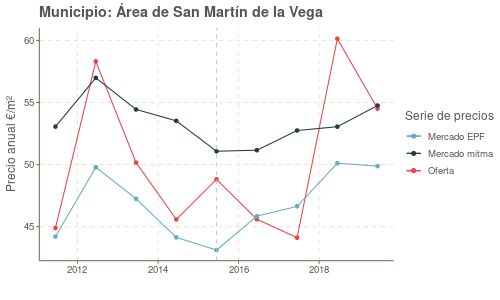 Municipio: Área de San Martín de la Vega
Precio anual €/m²
60
55
50
45
2012
2014
2016
2018
Serie de precios
Mercado EPF
Mercado mitma
Oferta